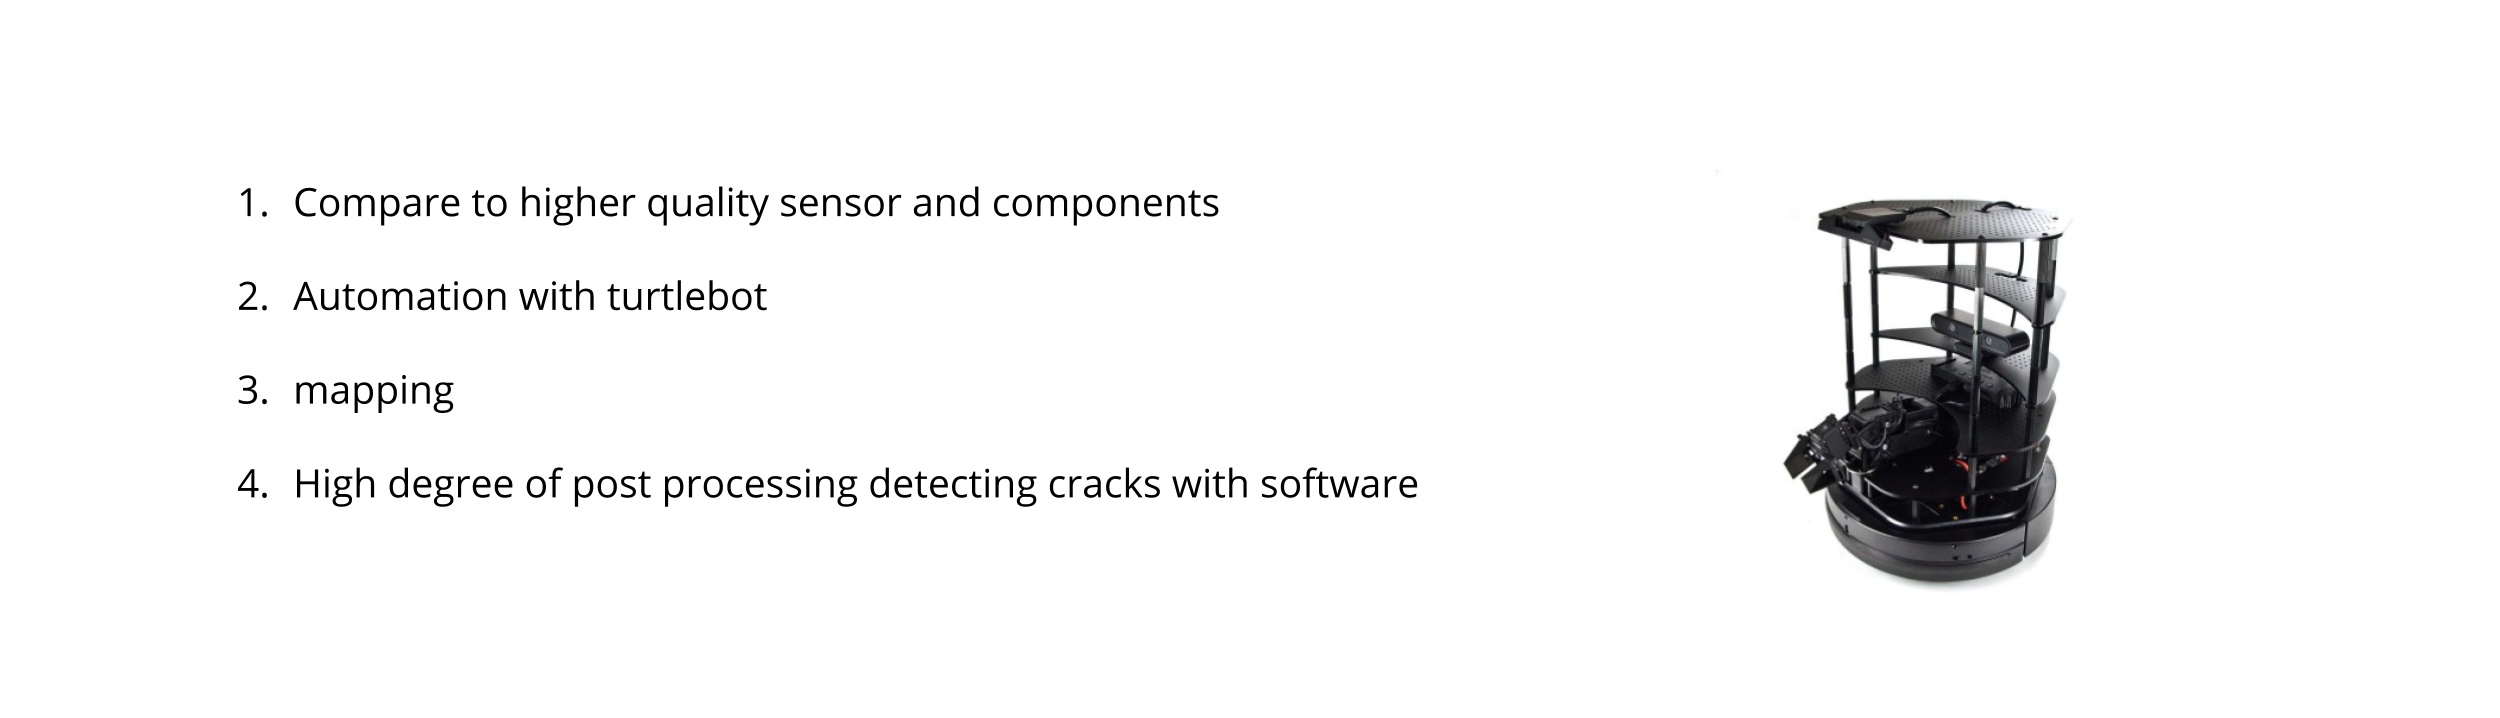 1. Compare to higher quality sensor and components
2. Automation with turtlebot
3. mapping
4. High degree of post processing detecting cracks with software